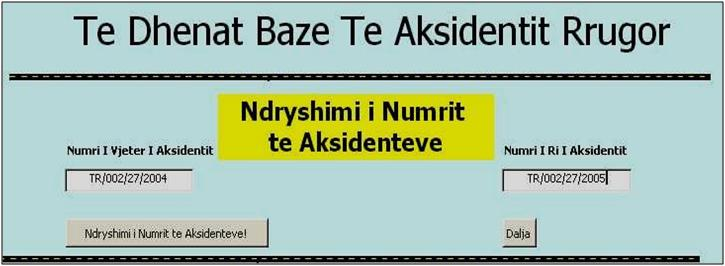 Te Dhenat Baze Te Aksidentit Rrugor
Ndryshimi i Numrit
te Aksidenteve
Numri I Vjeter I Aksidentit
Numri I Ri I Aksidentit
TR/002/27/2004
TR/002/27/2005
Ndryshimi i Numrit te Aksidenteve!
Dalja